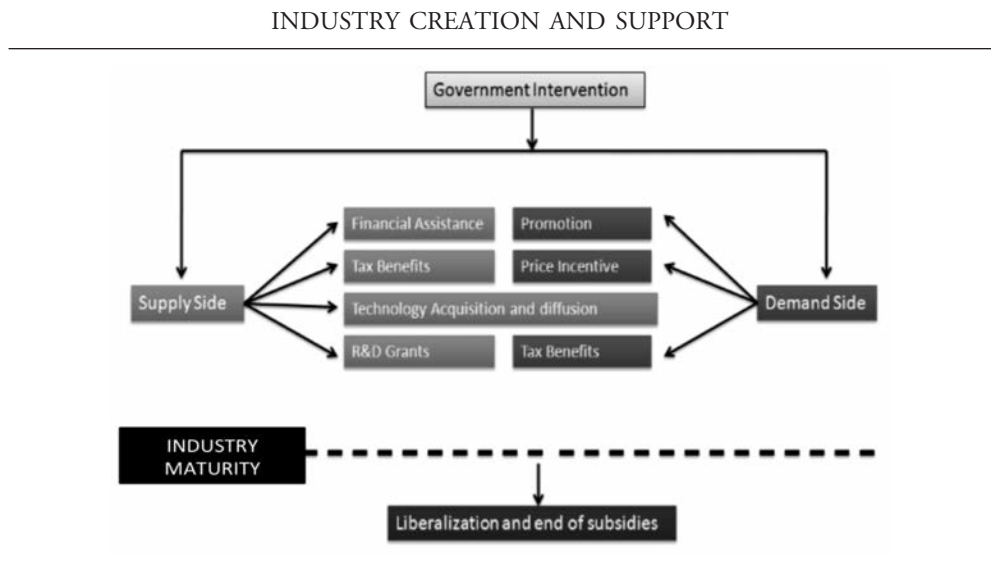 INDUSTRY CREATION AND SUPPORT
Government Intervention
Financial Assistance
Promotion
Tax Benefits
Price Incentive
Supply Side
Technology Acquisition and diffusion
Demand Side
R&D Grants
Tax Benefits
INDUSTRY
MATURITY
Liberalization and end of subsidies